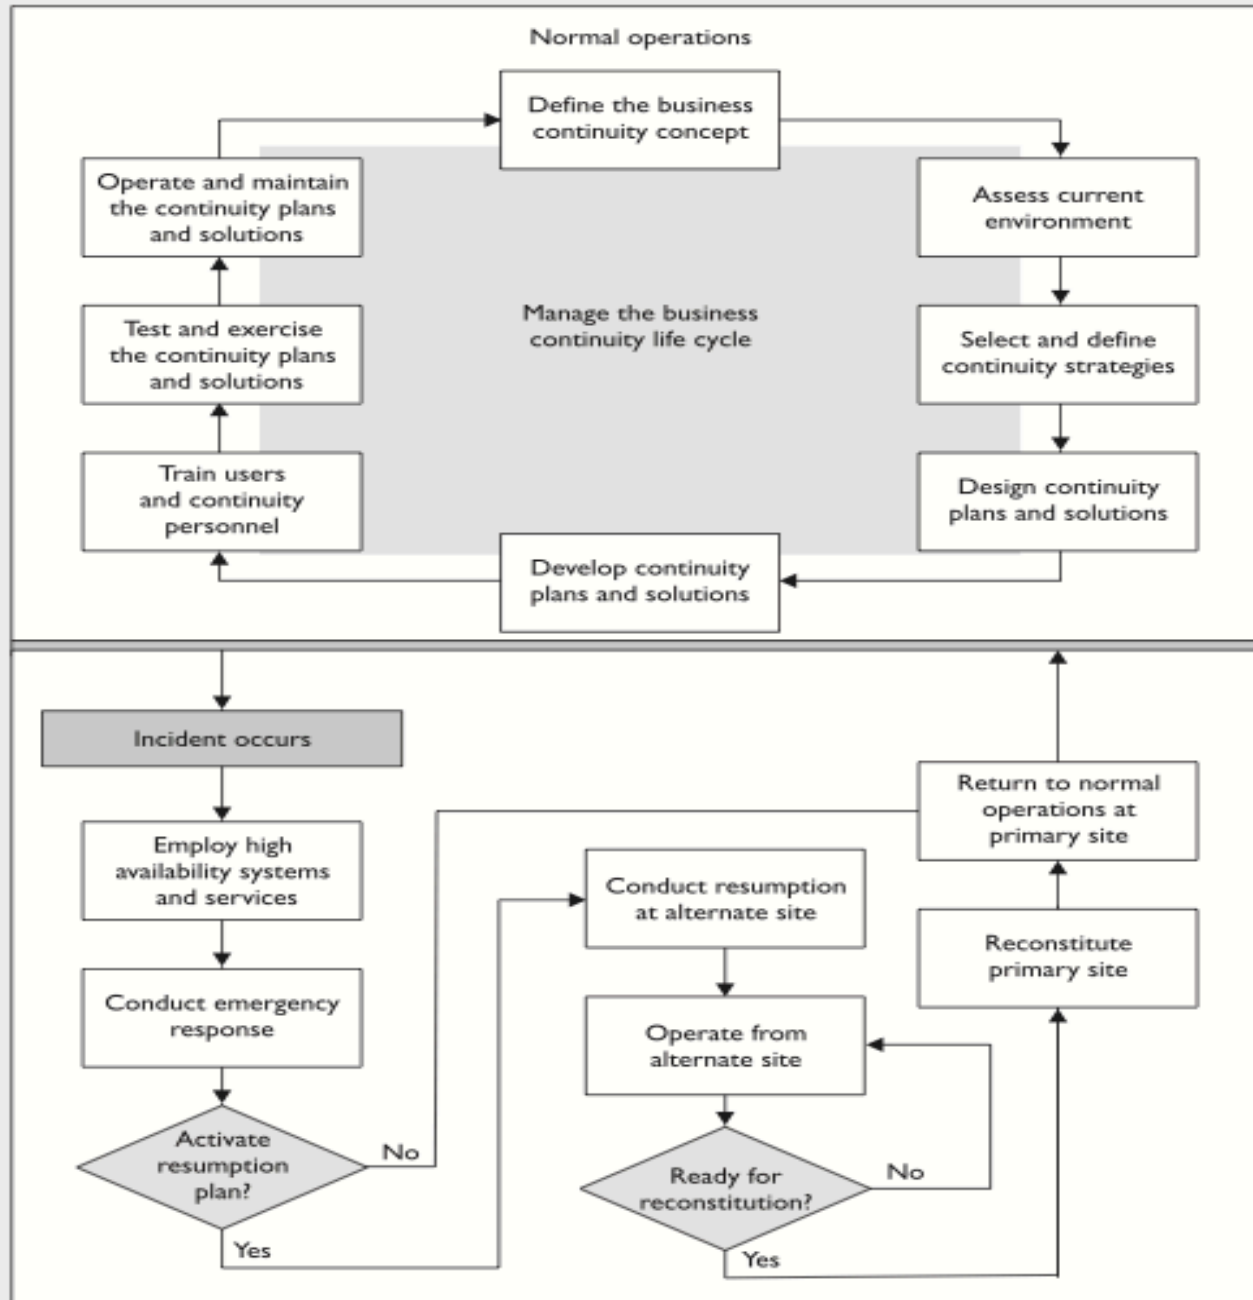 Normal operations
Define the business
continuity concept
Operate and maintain
the continuity plans
and solutions
Assess current
environment
Test and exercise
the continuity plans
and solutions
Manage the business
continuity life cycle
Select and define
continuity strategies
Train users
and continuity
personnel
Design continuity
plans and solutions
Develop continuity
plans and solutions
Incident occurs
Employ high
availability systems
and services
Conduct emergency
response
Activate
resumption
plan?
No
Yes
Conduct resumption
at alternate site
Operate from
alternate site
Ready for
reconstitution?
No
Yes
Return to normal
operations at
primary site
Reconstitute
primary site